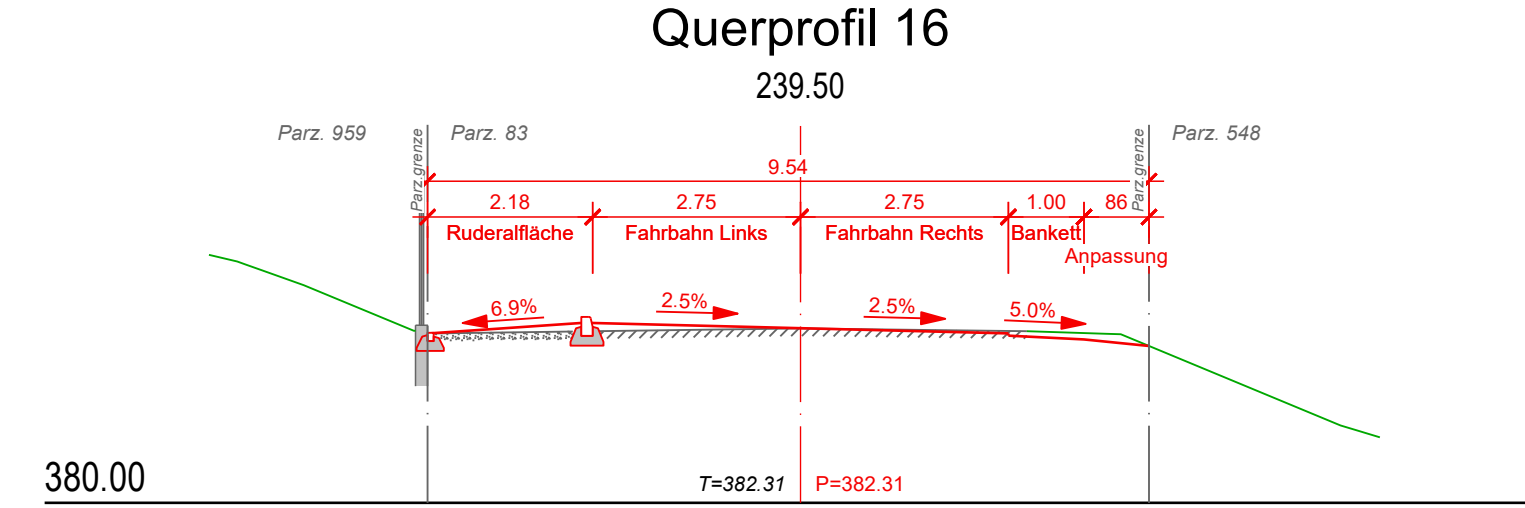 Querprofil 16
239.50
Parz. 959
Parz.grenze
Parz. 83
Parz.grenze
Parz. 548
9.54
2.18
2.75
2.75
1.00
86
Ruderalfläche
Fahrbahn Links
Fahrbahn Rechts
Bankett
Anpassung
6.9%
2.5%
2.5%
5.0%
380.00
T=382.31
P=382.31